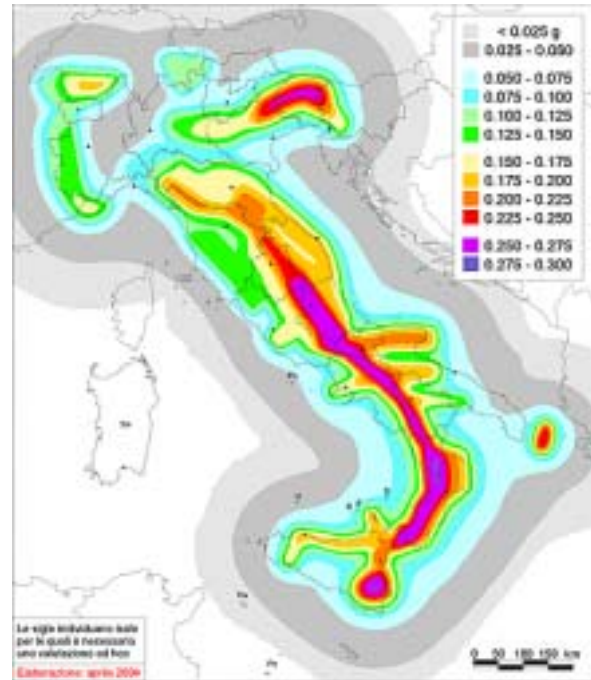 < 0.025 g
0.025 - 0.050
0.050 - 0.075
0.075 - 0.100
0.100 - 0.125
0.125 - 0.150
0.150 - 0.175
0.175 - 0.200
0.200 - 0.225
0.225 - 0.250
0.250 - 0.275
0.275 - 0.300
Le sigle individuano isole
per le quali è necessaria
una valutazione ad hoc
Elaborazione: aprile 2004
0 50 100 150 km